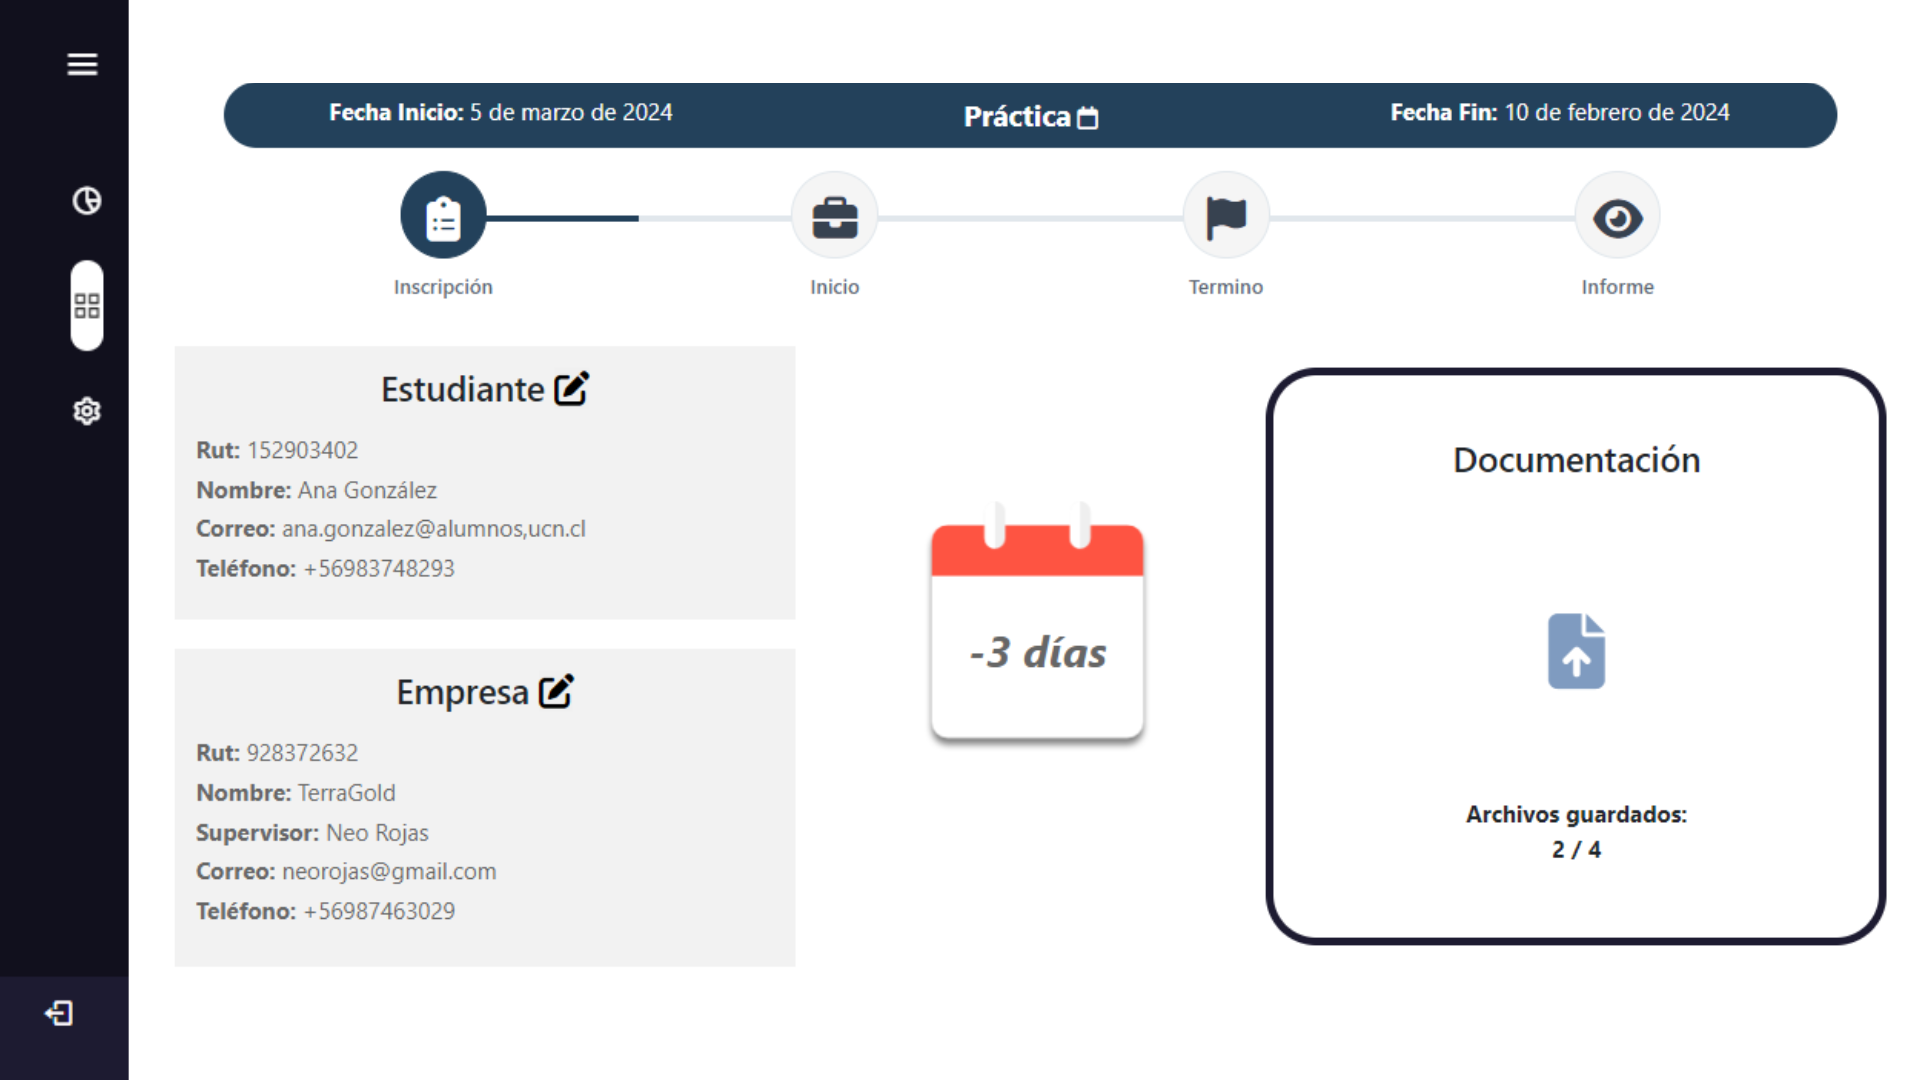 Fecha Inicio: 5 de marzo de 2024
Práctica
Fecha Fin: 10 de febrero de 2024
Inscripción
Inicio
Termino
Informe
Estudiante
Rut: 152903402
Nombre: Ana González
Correo: ana.gonzalez@alumnos,ucn.cl
Teléfono: +56983748293
Empresa
Rut: 928372632
Nombre: TerraGold
Supervisor: Neo Rojas
Correo: neorojas@gmail.com
Teléfono: +56987463029
-3 días
Documentación
Archivos guardados:
2 / 4